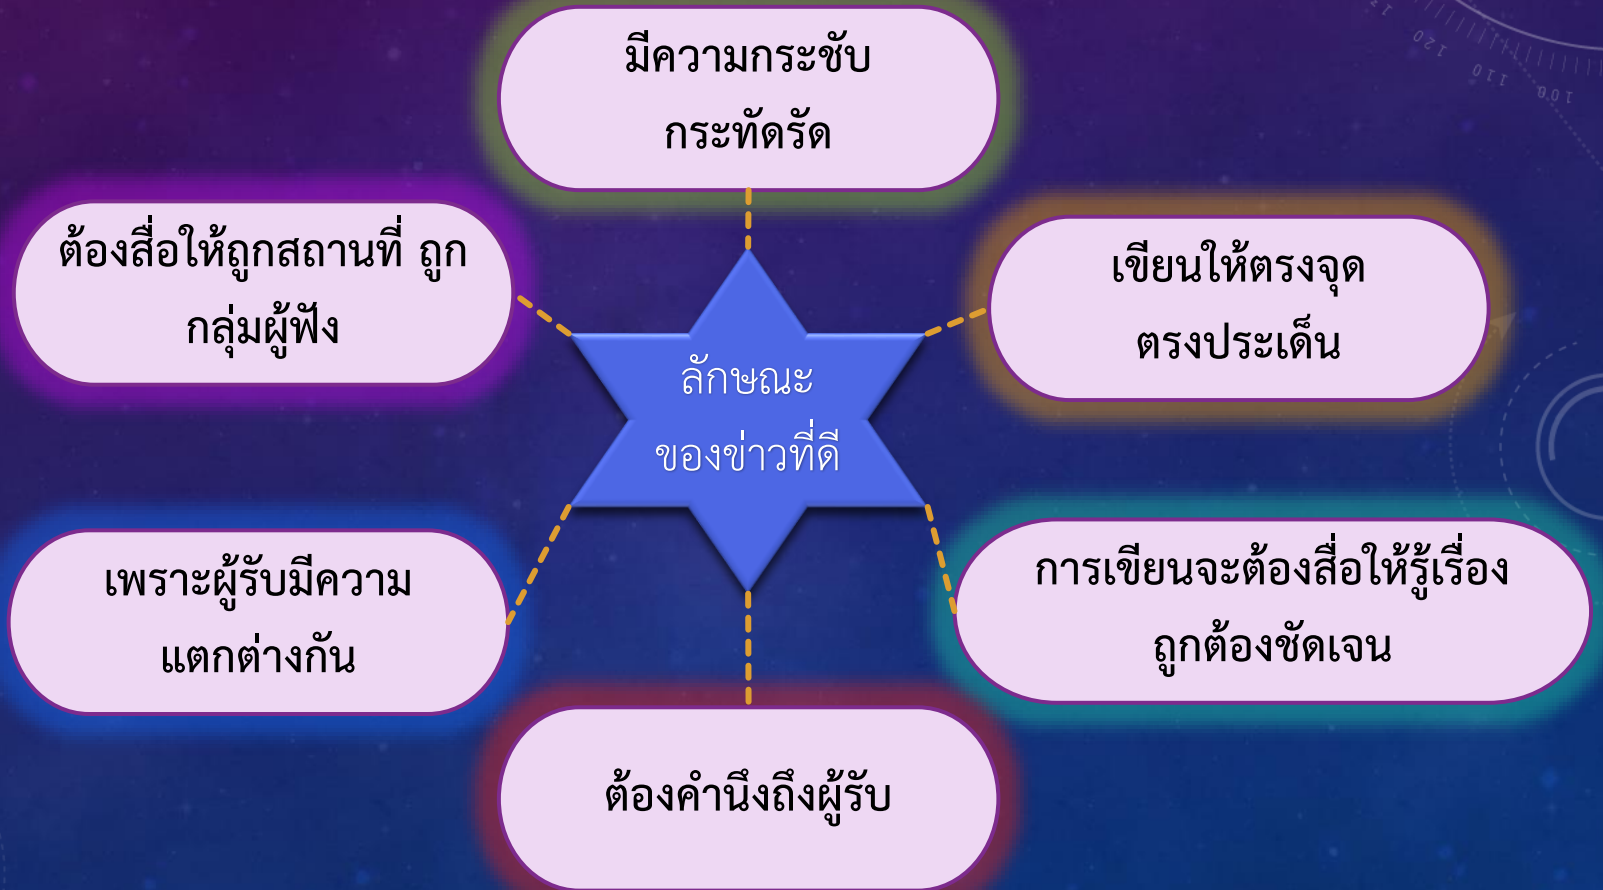 มีความกระชับ
กระทัดรัด
ต้องสื่อให้ถูกสถานที่ ถูก
กลุ่มผู้ฟัง
เขียนให้ตรงจุด
ตรงประเด็น
ลักษณะ
ของข่าวที่ดี
เพราะผู้รับมีความ
แตกต่างกัน
การเขียนจะต้องสื่อให้รู้เรื่อง
ถูกต้องชัดเจน
ต้องคำนึงถึงผู้รับ
120
110
100